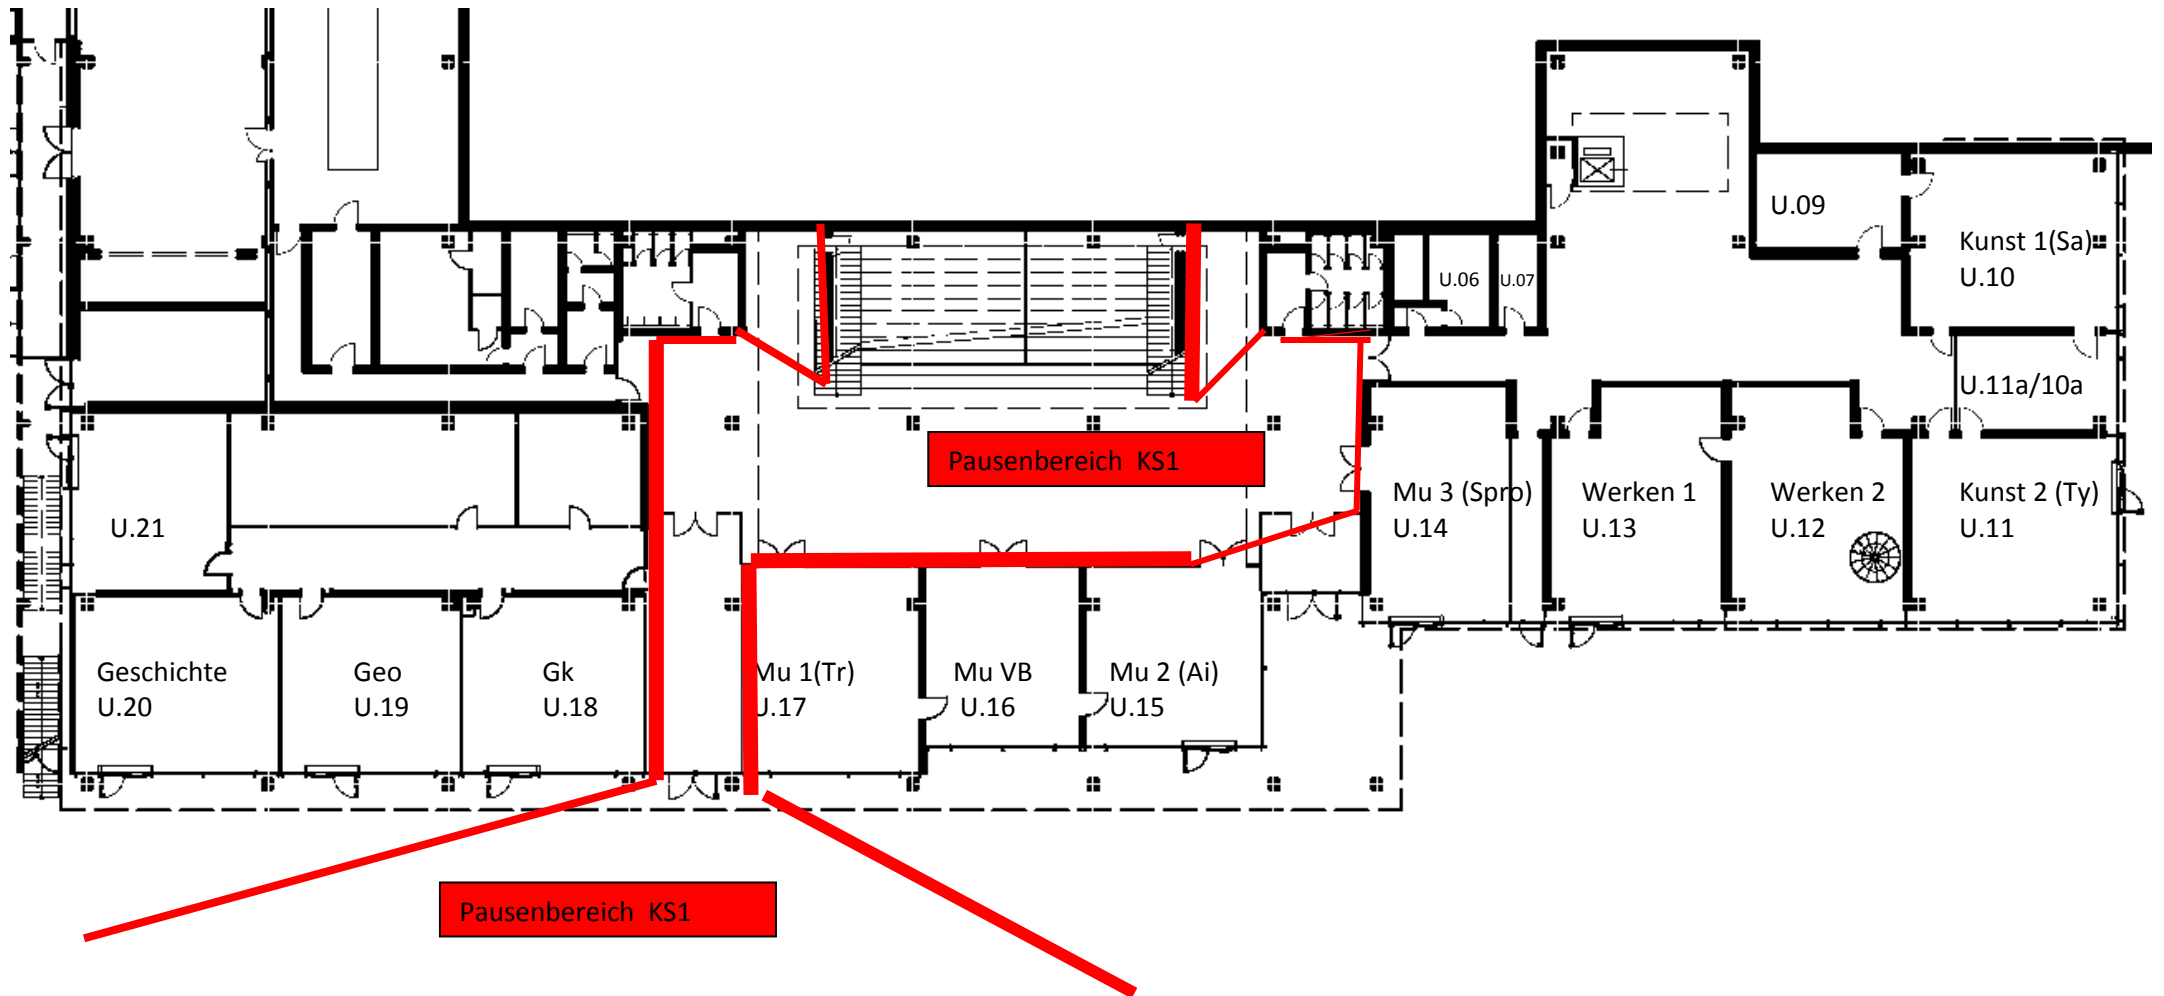 U.09
Kunst 1(Sa)
U.10
U.06
U.07
U.11a/10a
Pausenbereich KS1
Mu 3 (Spro)
U.14
Werken 1
U.13
Werken 2
U.12
Kunst 2 (Ty)
U.11
U.21
Geschichte
U.20
Geo
U.19
Gk
U.18
Mu 1(Tr)
U.17
Mu VB
U.16
Mu 2 (Ai)
U.15
Pausenbereich KS1